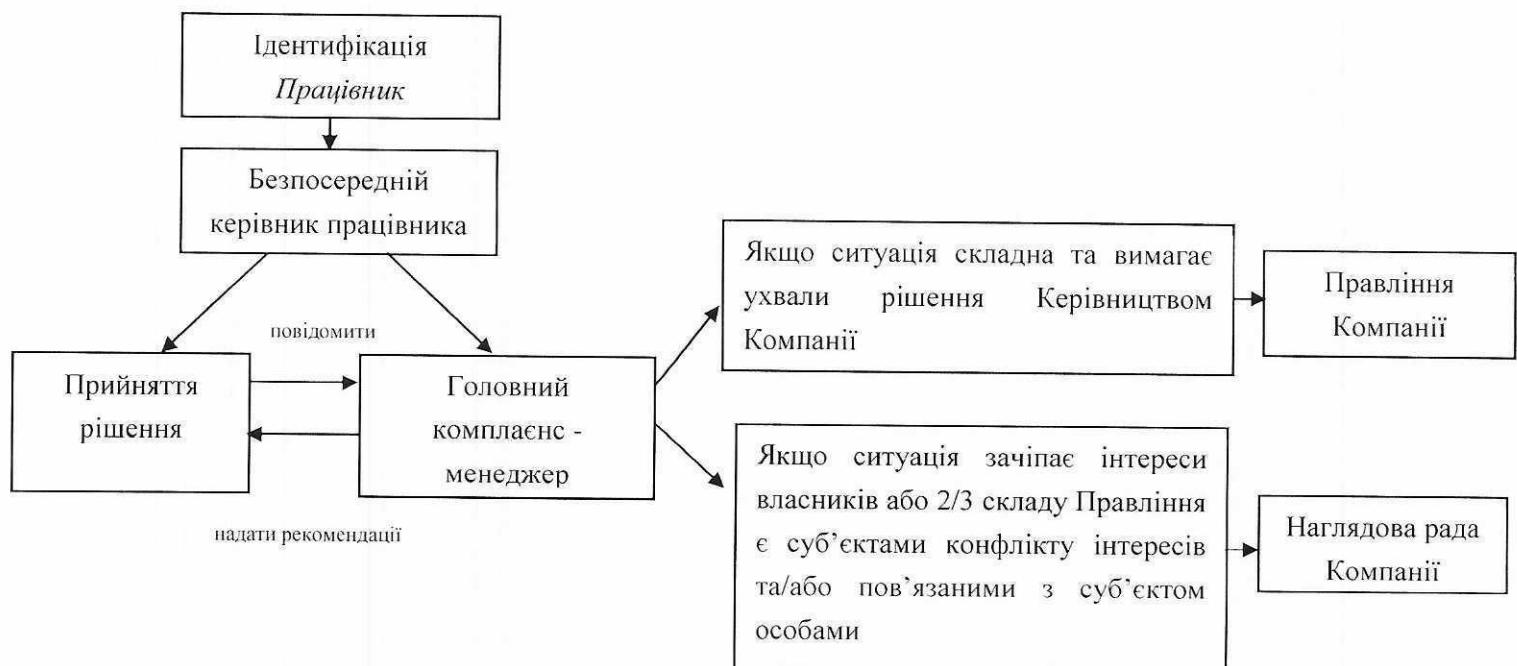 Ідентифікація
Працівник
Безпосередній
керівник працівника
повідомити
Прийняття
рішення
Головний
комплаєнс -
менеджер
надати рекомендації
Якщо ситуація складна та вимагає
ухвали рішення Керівництвом
Компанії
Правління
Компанії
Якщо ситуація зачіпає інтереси
власників або 2/3 складу Правління
є суб’єктами конфлікту інтересів
та/або пов’язаними з суб’єктом
особами
Наглядова рада
Компанії